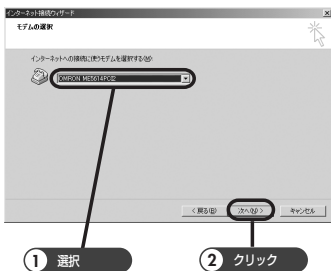 インターネット接続ウィザード
モデムの選択
インターネットへの接続に使うモデムを選択する(M):
OMRON ME5614PC2
< 戻る(B) 次へ(N) > キャンセル
① 選択 ② クリック